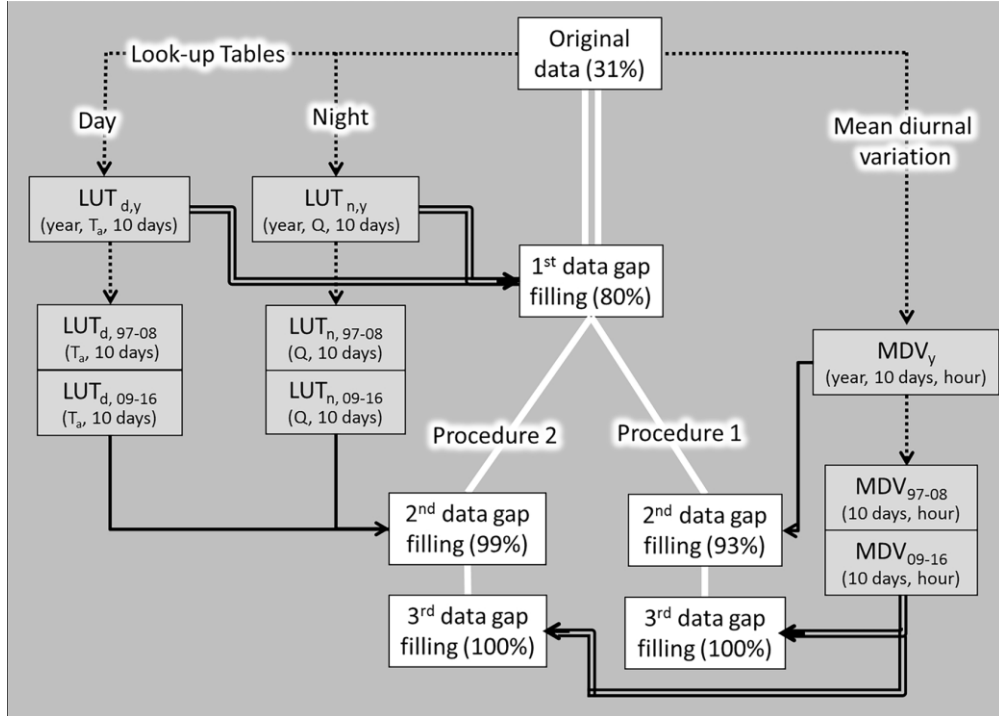 Original
data (31%)
Look-up Tables
Day
Night
Mean diurnal
variation
LUT d,y
(year, Ta, 10 days)
LUT n,y
(year, Q, 10 days)
1st data gap
filling (80%)
LUTd, 97-08
(Ta, 10 days)
LUTd, 09-16
(Ta, 10 days)
LUTn, 97-08
(Q, 10 days)
LUTn, 09-16
(Q, 10 days)
MDVy
(year, 10 days, hour)
Procedure 2
Procedure 1
MDV97-08
(10 days, hour)
MDV09-16
(10 days, hour)
2nd data gap
filling (99%)
2nd data gap
filling (93%)
3rd data gap
filling (100%)
3rd data gap
filling (100%)